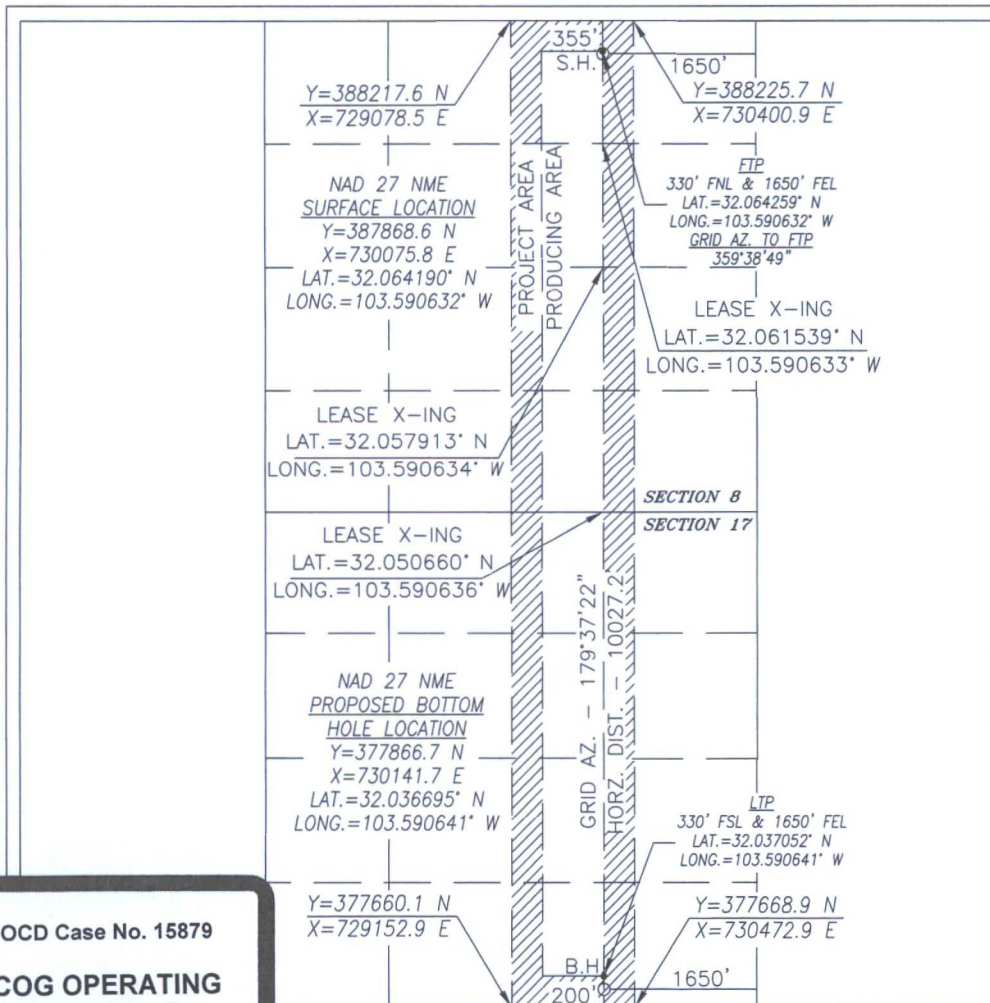 355'
S.H.
1650'
Y=388217.6 N
X=729078.5 E
Y=388225.7 N
X=730400.9 E
FTP
330' FNL & 1650' FEL
LAT.=32.064259° N
LONG.=103.590632° W
GRID AZ. TO FTP
359°38'49"
NAD 27 NME
SURFACE LOCATION
Y=387868.6 N
X=730075.8 E
LAT.=32.064190° N
LONG.=103.590632° W
PROJECT AREA
PRODUCING AREA
LEASE X-ING
LAT.=32.061539° N
LONG.=103.590633° W
LEASE X-ING
LAT.=32.057913° N
LONG.=103.590634° W
SECTION 8
SECTION 17
LEASE X-ING
LAT.=32.050660° N
LONG.=103.590636° W
GRID AZ. - 179°37'22"
HORZ. DIST. - 10027.2'
NAD 27 NME
PROPOSED BOTTOM
HOLE LOCATION
Y=377866.7 N
X=730141.7 E
LAT.=32.036695° N
LONG.=103.590641° W
LTP
330' FSL & 1650' FEL
LAT.=32.037052° N
LONG.=103.590641° W
Y=377660.1 N
X=729152.9 E
Y=377668.9 N
X=730472.9 E
B.H.
200'
1650'
OCD Case No. 15879
COG OPERATING